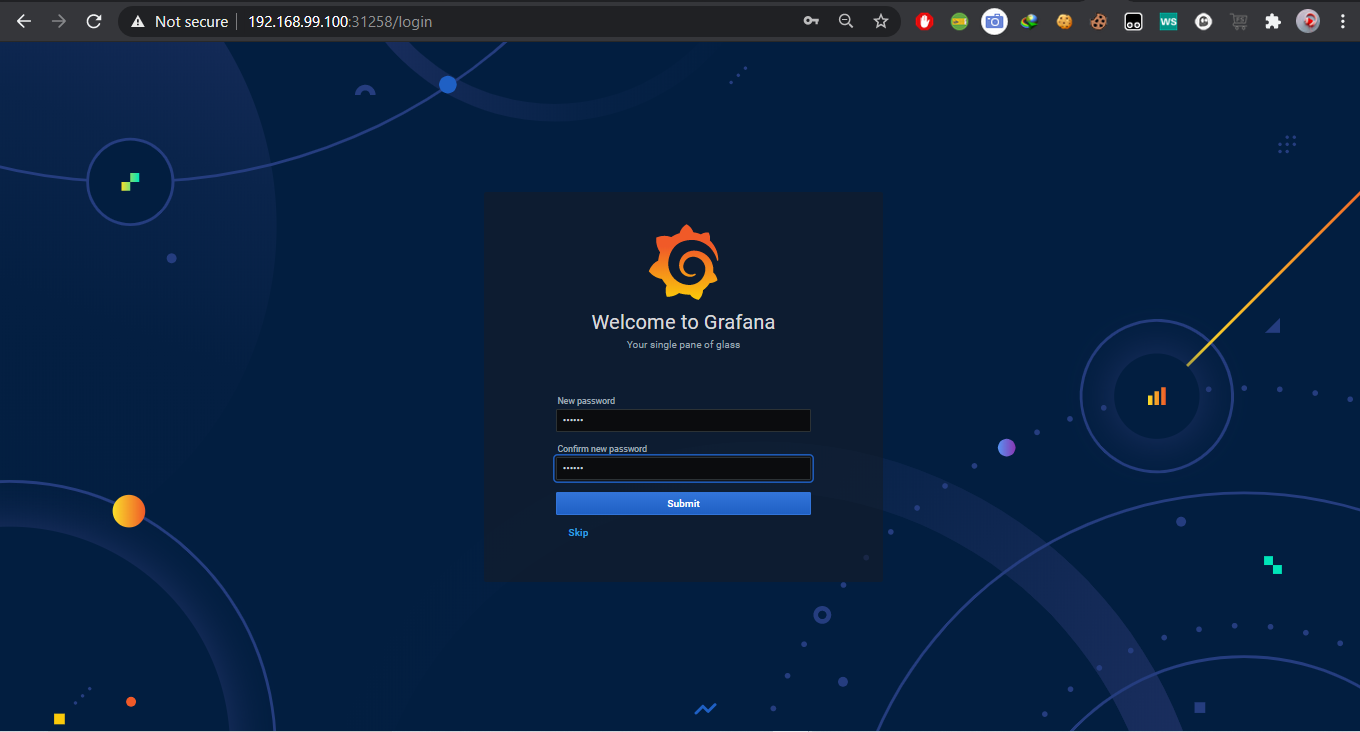 Not secure 192.168.99.100:31258/login
WS
Welcome to Grafana
Your single pane of glass
New password
••••••
Confirm new password
••••••
Submit
Skip